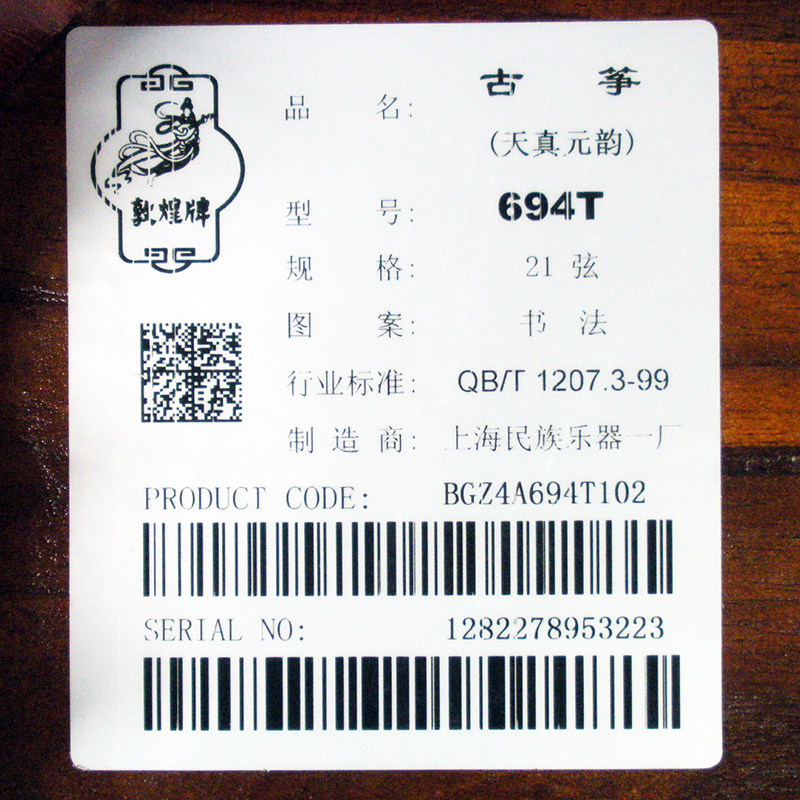 敦煌牌
品 名: 古 筝
(天真元韵)
型 号: 694T
规 格: 21 弦
图 案: 书 法
行业标准: QB/T 1207.3-99
制 造 商: 上海民族乐器一厂
PRODUCT CODE: BGZ4A694T102
SERIAL NO: 1282278953223